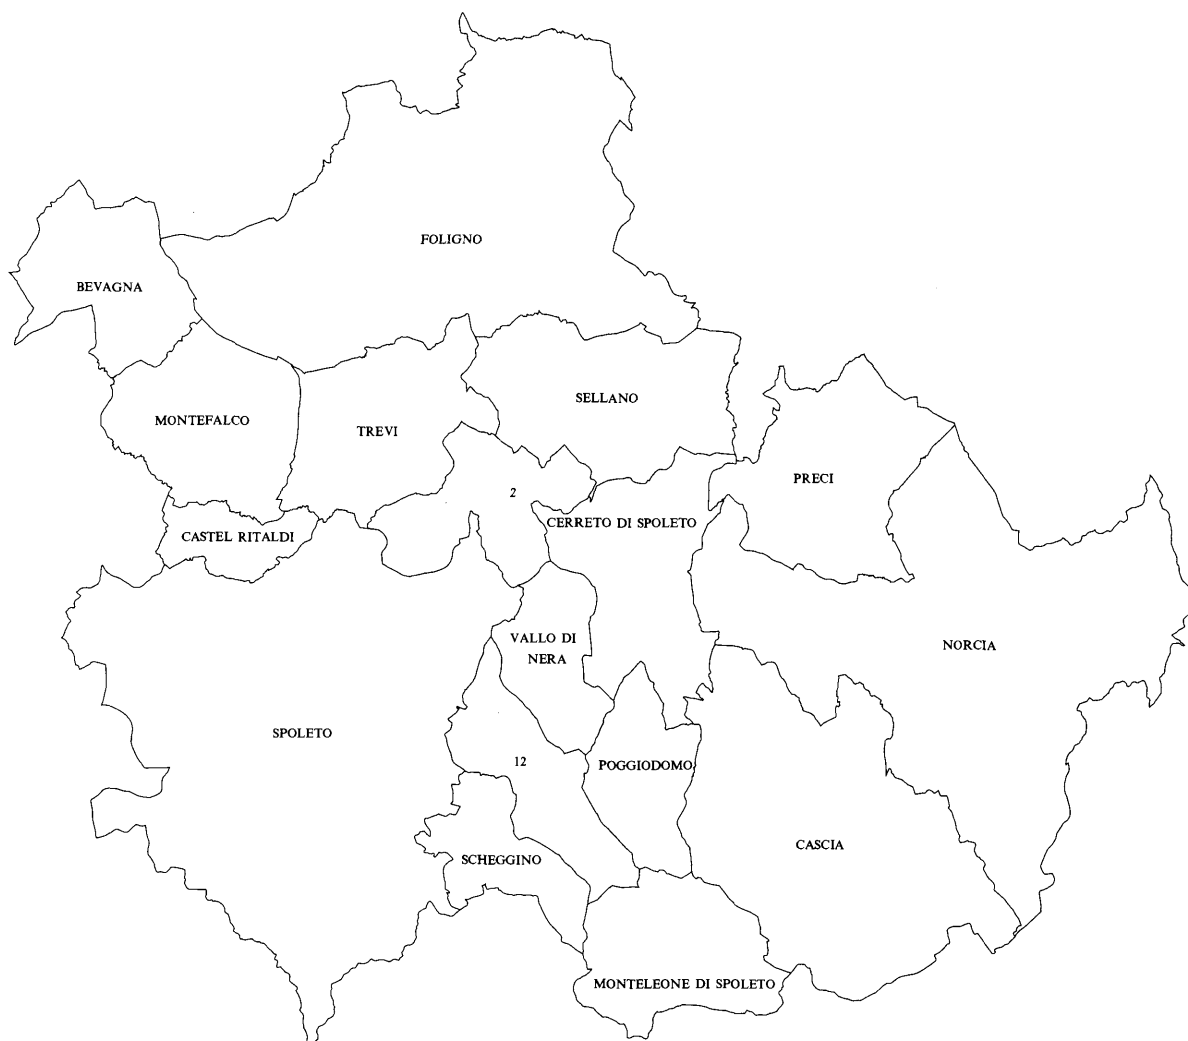 FOLIGNO
BEVAGNA
SELLANO
MONTEFALCO
TREVI
PRECI
2
CERRETO DI SPOLETO
CASTEL RITALDI
VALLO DI
NERA
NORCIA
SPOLETO
12
POGGIODOMO
CASCIA
SCHEGGINO
MONTELEONE DI SPOLETO